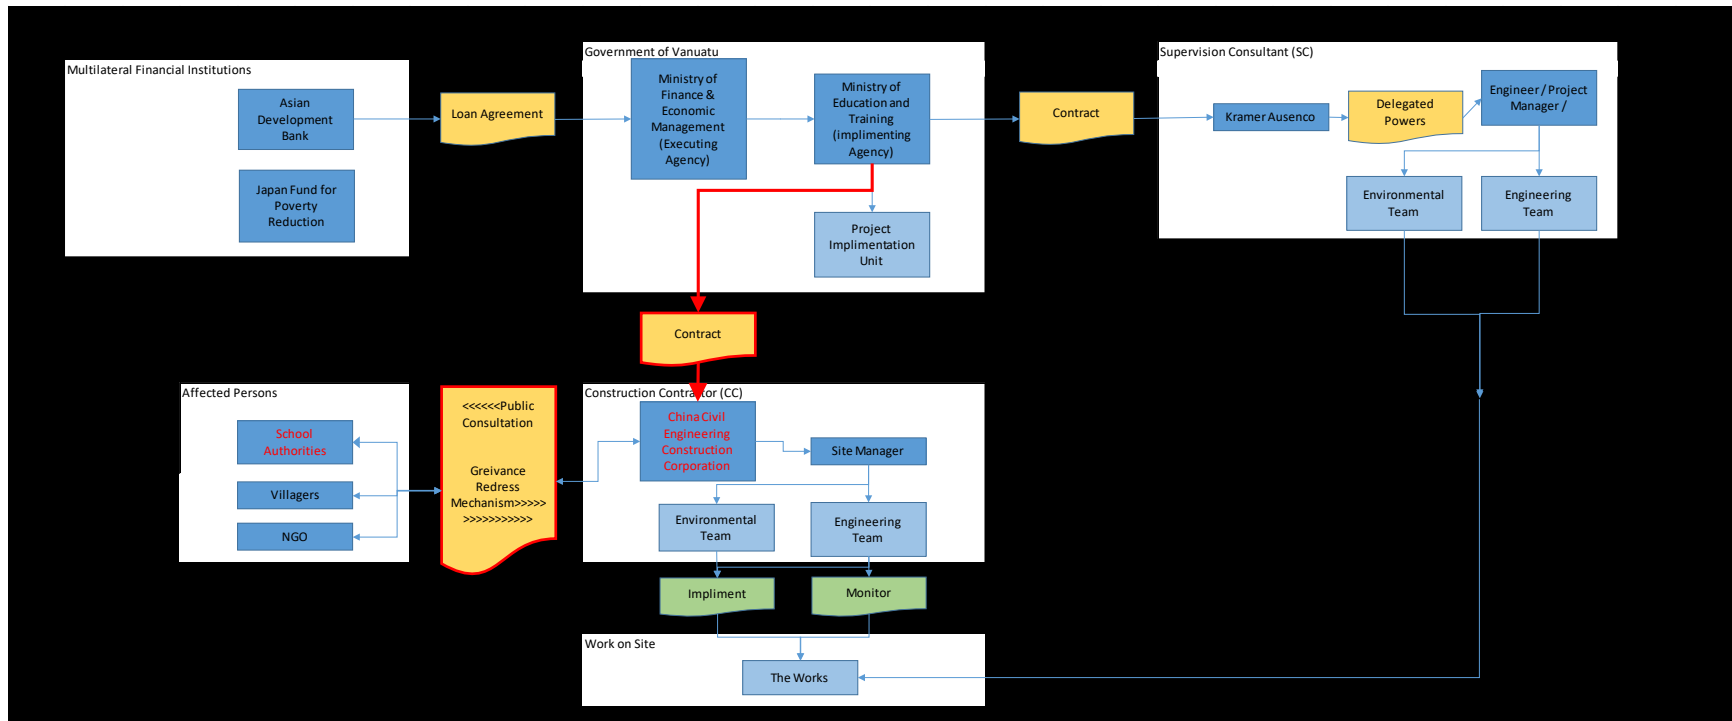 Multilateral Financial Institutions
Asian
Development
Bank
Japan Fund for
Poverty
Reduction
Loan Agreement
Government of Vanuatu
Ministry of
Finance &
Economic
Management
(Executing
Agency)
Ministry of
Education and
Training
(implimenting
Agency)
Project
Implimentation
Unit
Contract
Supervision Consultant (SC)
Kramer Ausenco
Delegated
Powers
Engineer / Project
Manager /
Environmental
Team
Engineering
Team
Contract
Affected Persons
School
Authorities
Villagers
NGO
<<<<<<Public
Consultation
Greivance
Redress
Mechanism>>>>>
>>>>>>>>>>>
Construction Contractor (CC)
China Civil
Engineering
Construction
Corporation
Site Manager
Environmental
Team
Engineering
Team
Impliment
Monitor
Work on Site
The Works